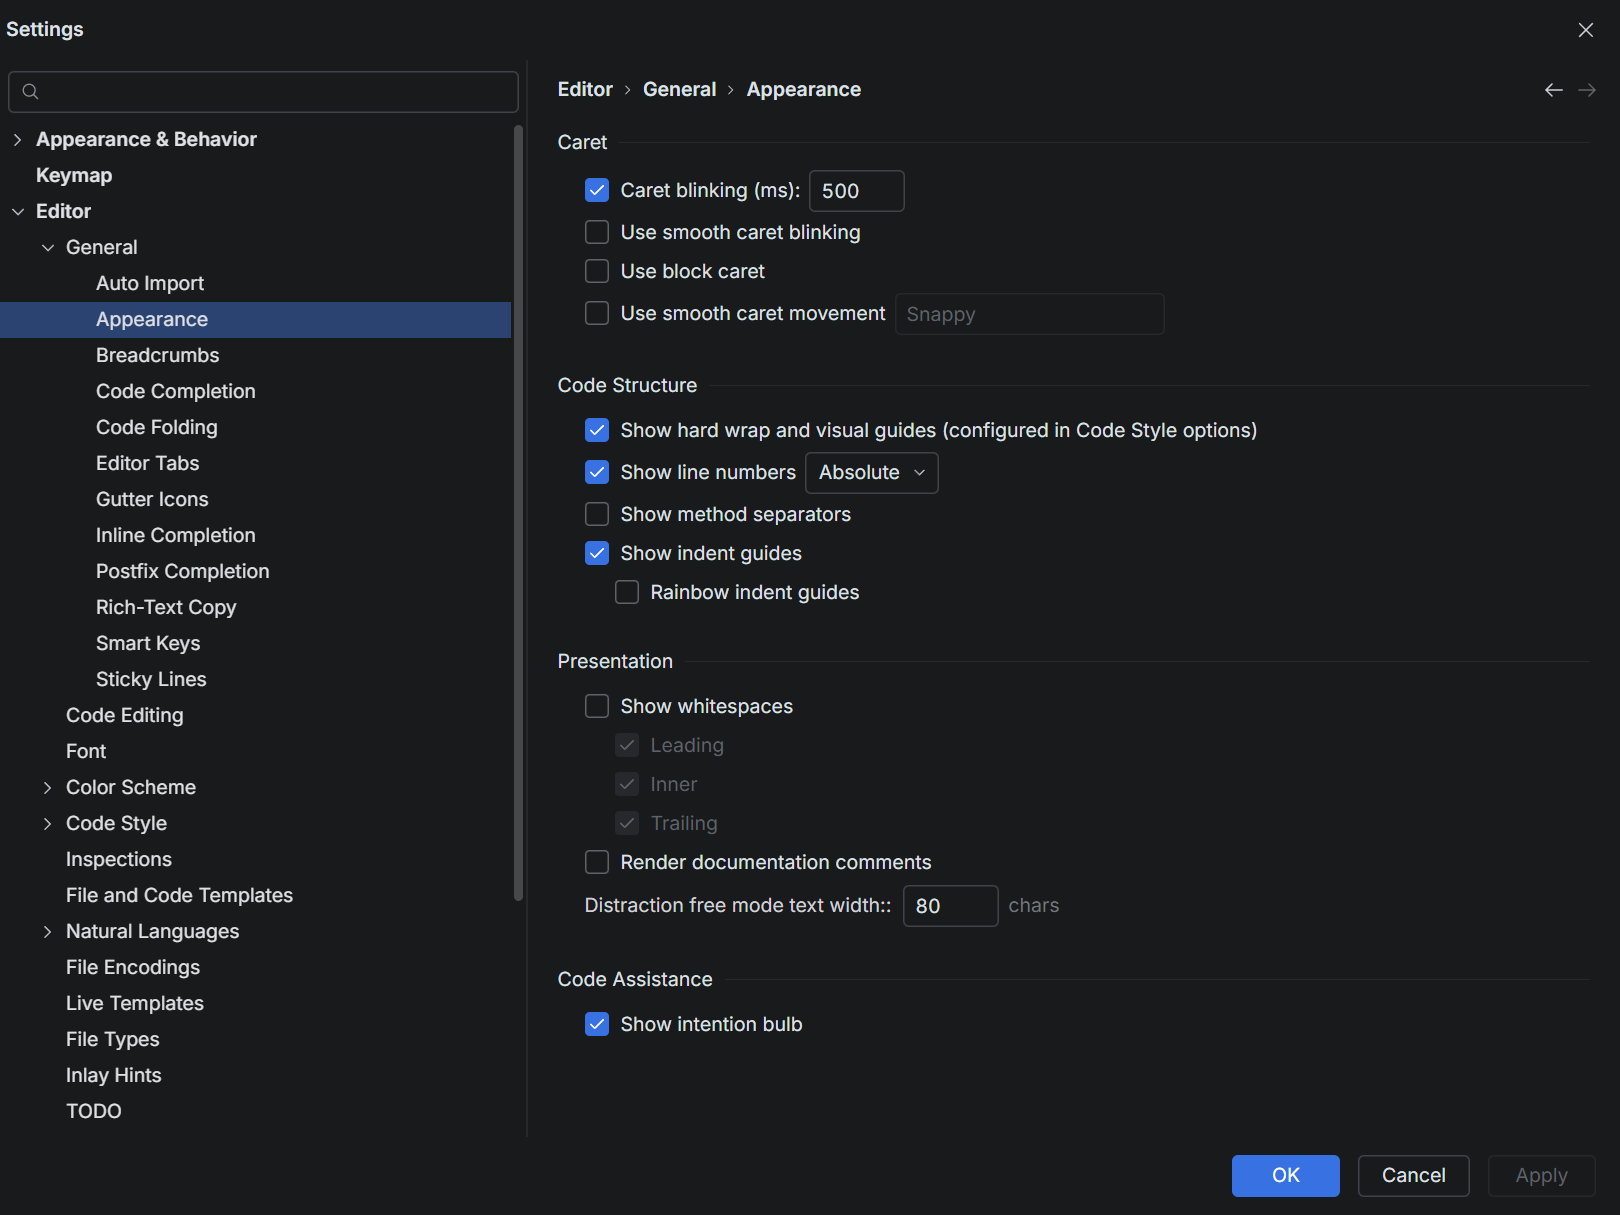 Settings
Appearance & Behavior
Keymap
Editor
General
Auto Import
Appearance
Breadcrumbs
Code Completion
Code Folding
Editor Tabs
Gutter Icons
Inline Completion
Postfix Completion
Rich-Text Copy
Smart Keys
Sticky Lines
Code Editing
Font
Color Scheme
Code Style
Inspections
File and Code Templates
Natural Languages
File Encodings
Live Templates
File Types
Inlay Hints
TODO
Editor › General › Appearance
Caret
Caret blinking (ms): 500
Use smooth caret blinking
Use block caret
Use smooth caret movement Snappy
Code Structure
Show hard wrap and visual guides (configured in Code Style options)
Show line numbers Absolute
Show method separators
Show indent guides
Rainbow indent guides
Presentation
Show whitespaces
Leading
Inner
Trailing
Render documentation comments
Distraction free mode text width:: 80 chars
Code Assistance
Show intention bulb
OK Cancel Apply